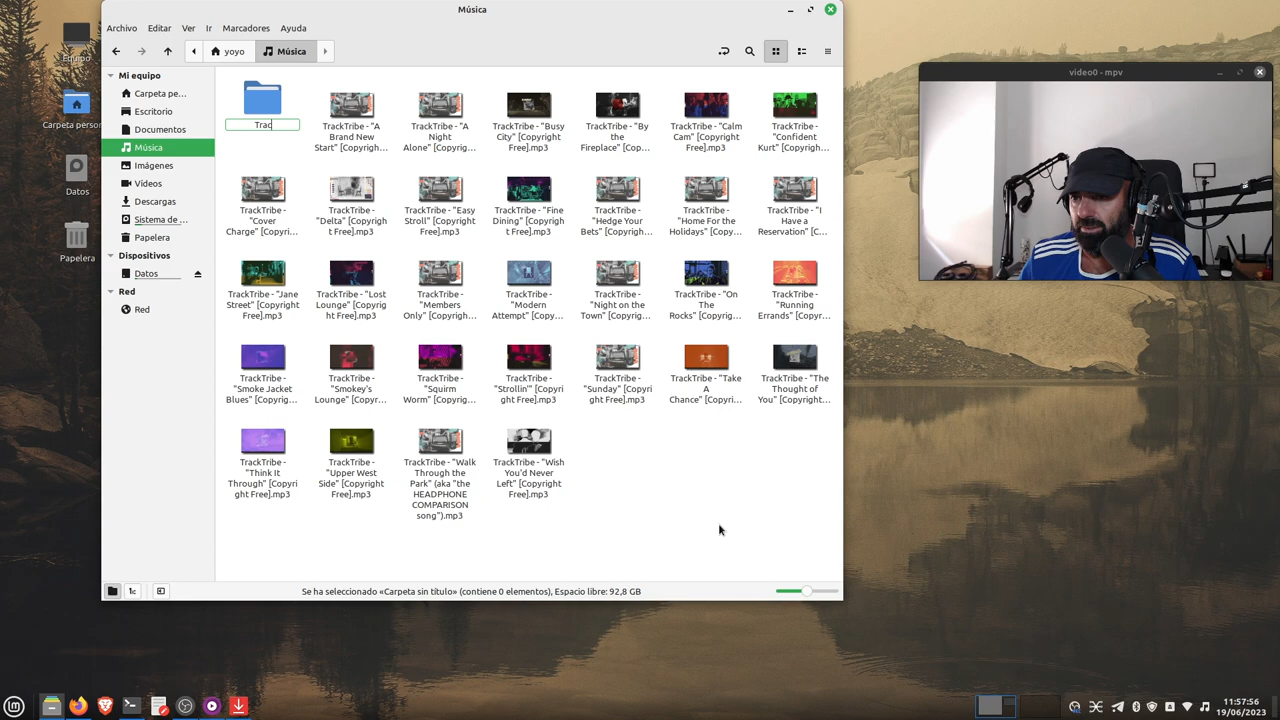 Música
video0 - mpv
Archivo Editar Ver Ir Marcadores Ayuda
yoyo Música
Equipo
Carpeta person
Datos
Papelera
Mi equipo
Carpeta pe...
Escritorio
Documentos
Música
Imágenes
Vídeos
Descargas
Sistema de ...
Papelera
Dispositivos
Datos
Red
Red
Trac
TrackTribe - "A
Brand New
Start" [Copyrigh...
TrackTribe - "A
Night
Alone" [Copyrig...
TrackTribe - "Busy
City" [Copyright
Free].mp3
TrackTribe - "By
the
Fireplace" [Cop...
TrackTribe - "Calm
Cam" [Copyright
Free].mp3
TrackTribe -
"Confident
Kurt" [Copyrigh...
TrackTribe -
"Cover
Charge" [Copyri...
TrackTribe -
"Delta" [Copyrigh
t Free].mp3
TrackTribe - "Easy
Stroll" [Copyright
Free].mp3
TrackTribe - "Fine
Dining" [Copyrigh
t Free].mp3
TrackTribe -
"Hedge Your
Bets" [Copyrigh...
TrackTribe -
"Home For the
Holidays" [Copy...
TrackTribe - "I
Have a
Reservation" [C...
TrackTribe - "Jane
Street" [Copyright
Free].mp3
TrackTribe - "Lost
Lounge" [Copyrig
ht Free].mp3
TrackTribe -
"Members
Only" [Copyrigh...
TrackTribe -
"Modern
Attempt" [Copy...
TrackTribe -
"Night on the
Town" [Copyrig...
TrackTribe - "On
The
Rocks" [Copyrig...
TrackTribe -
"Running
Errands" [Copyr...
TrackTribe -
"Smoke Jacket
Blues" [Copyrig...
TrackTribe -
"Smokey's
Lounge" [Copyr...
TrackTribe -
"Squirm
Worm" [Copyrig...
TrackTribe -
"Strollin'" [Copyri
ght Free].mp3
TrackTribe -
"Sunday" [Copyri
ght Free].mp3
TrackTribe - "Take
A
Chance" [Copyri...
TrackTribe - "The
Thought of
You" [Copyright...
TrackTribe -
"Think It
Through" [Copyri
ght Free].mp3
TrackTribe -
"Upper West
Side" [Copyright
Free].mp3
TrackTribe - "Walk
Through the
Park" (aka "the
HEADPHONE
COMPARISON
song").mp3
TrackTribe - "Wish
You'd Never
Left" [Copyright
Free].mp3
Se ha seleccionado «Carpeta sin título» (contiene 0 elementos), Espacio libre: 92,8 GB
11:57:56
19/06/2023